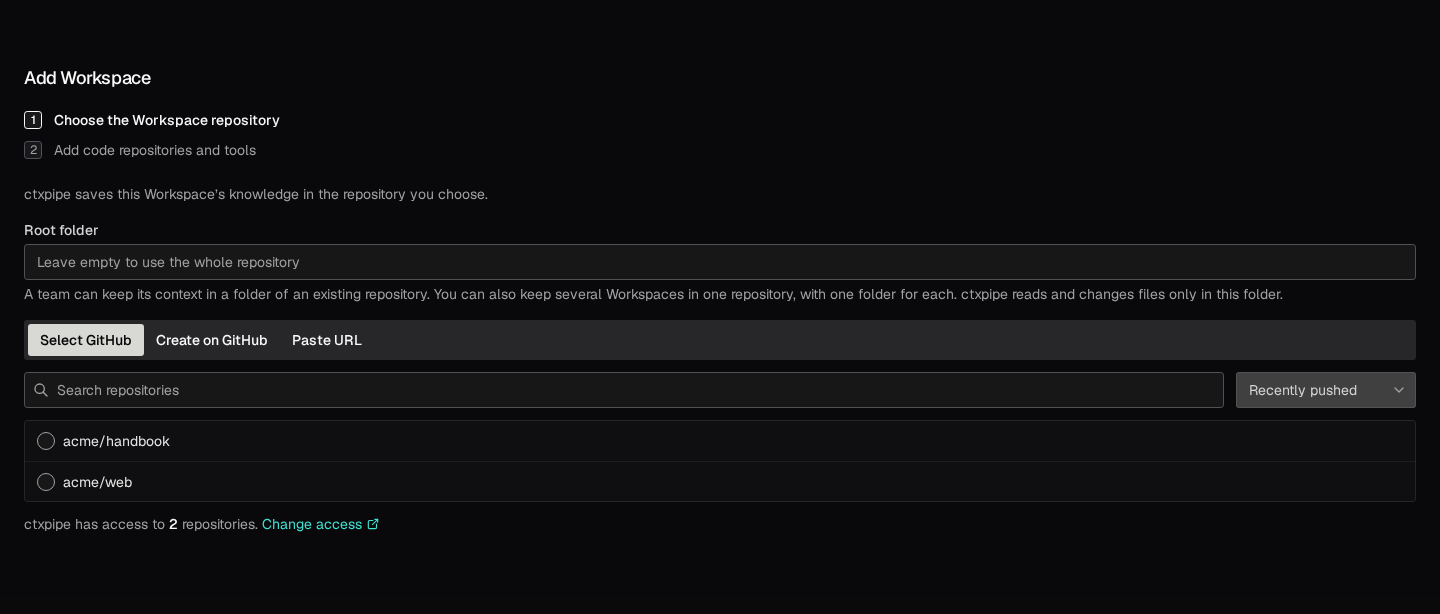 Add Workspace
1 Choose the Workspace repository
2 Add code repositories and tools
ctxpipe saves this Workspace's knowledge in the repository you choose.
Root folder
Leave empty to use the whole repository
A team can keep its context in a folder of an existing repository. You can also keep several Workspaces in one repository, with one folder for each. ctxpipe reads and changes files only in this folder.
Select GitHub Create on GitHub Paste URL
Search repositories Recently pushed
acme/handbook
acme/web
ctxpipe has access to 2 repositories. Change access